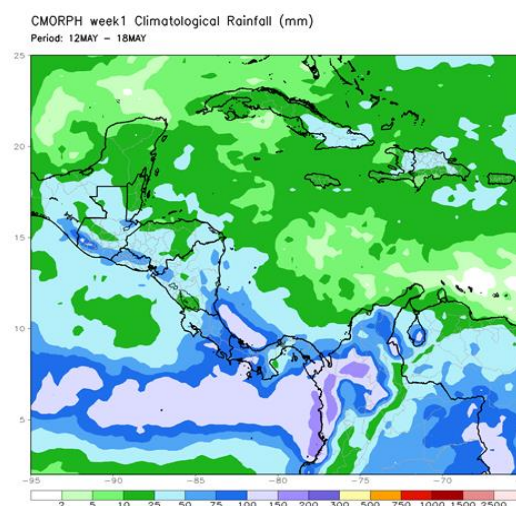 CMORPH week1 Climatological Rainfall (mm)
Period: 12MAY – 18MAY
25
20
15
10
5
−95 −90 −85 −80 −75 −70
2 5 10 25 50 75 100 150 200 300 500 750 1000 1500 2500